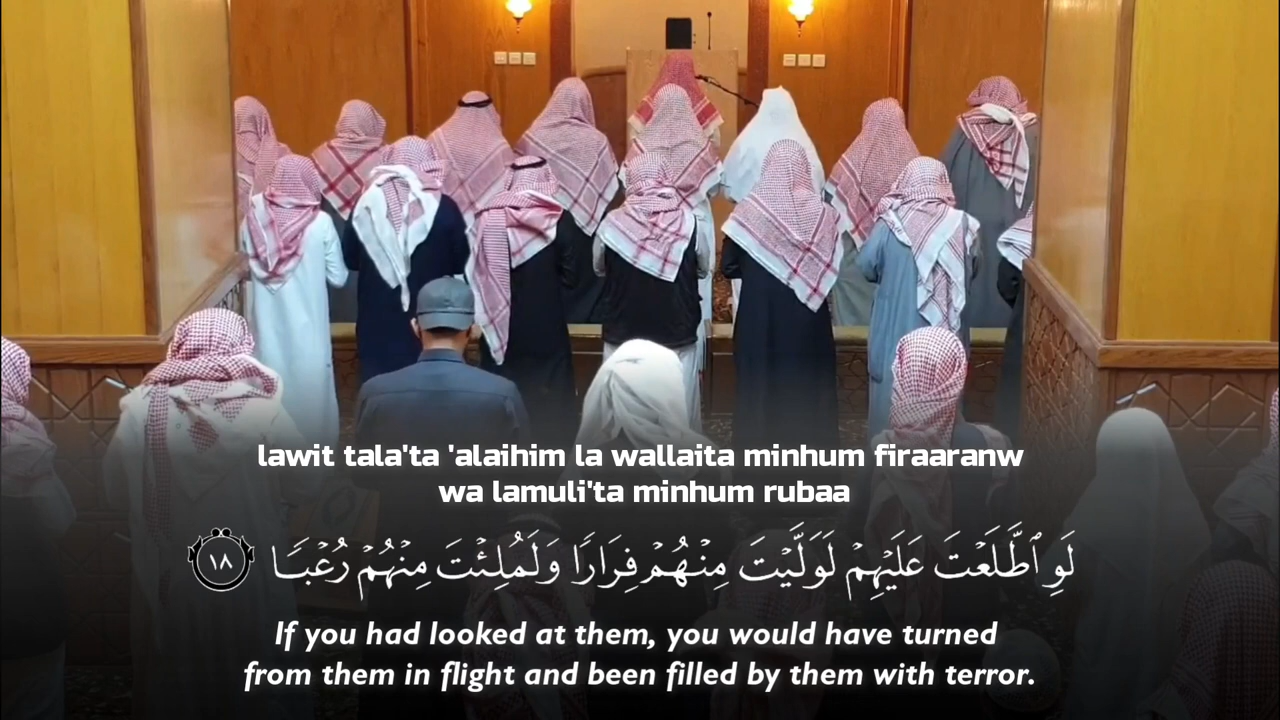 lawit tala'ta 'alaihim la wallaita minhum firaaranw
wa lamuli'ta minhum rubaa
لَوِ ٱطَّلَعْتَ عَلَيْهِمْ لَوَلَّيْتَ مِنْهُمْ فِرَارًا وَلَمُلِئْتَ مِنْهُمْ رُعْبًا ١٨
If you had looked at them, you would have turned
from them in flight and been filled by them with terror.